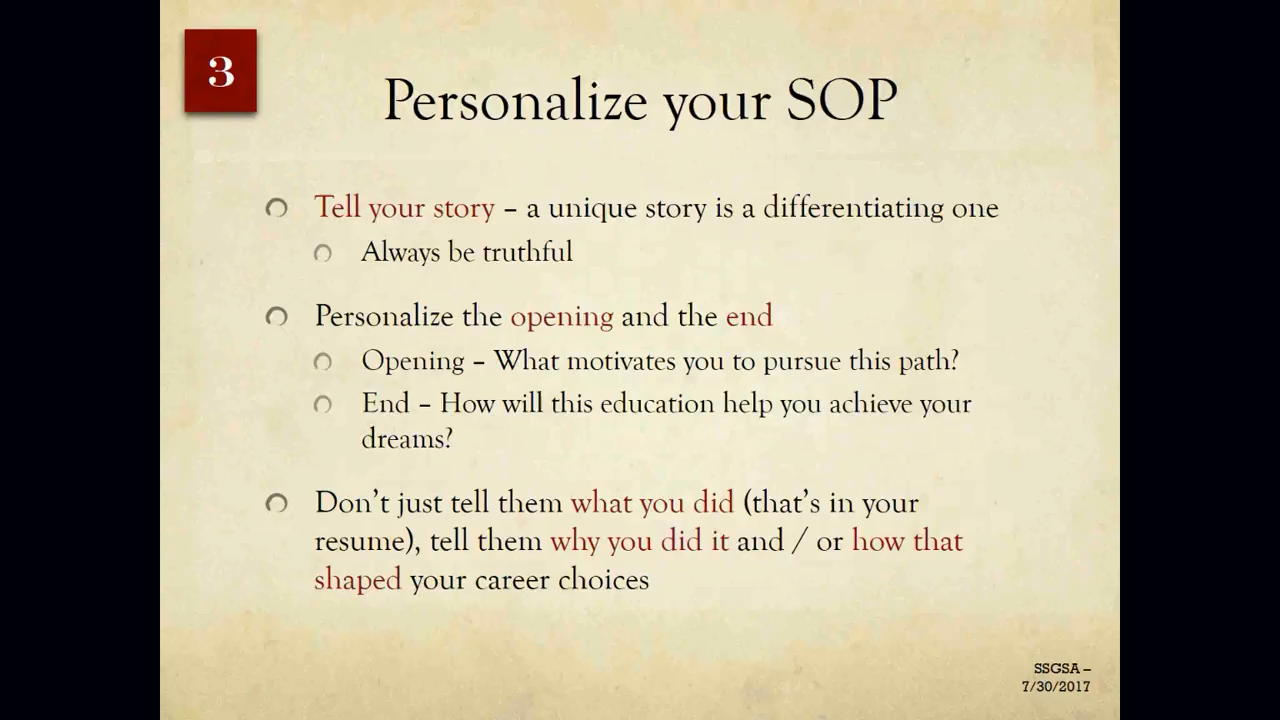 3
Personalize your SOP
Tell your story – a unique story is a differentiating one
Always be truthful
Personalize the opening and the end
Opening – What motivates you to pursue this path?
End – How will this education help you achieve your
dreams?
Don't just tell them what you did (that's in your
resume), tell them why you did it and / or how that
shaped your career choices
SSGSA –
7/30/2017